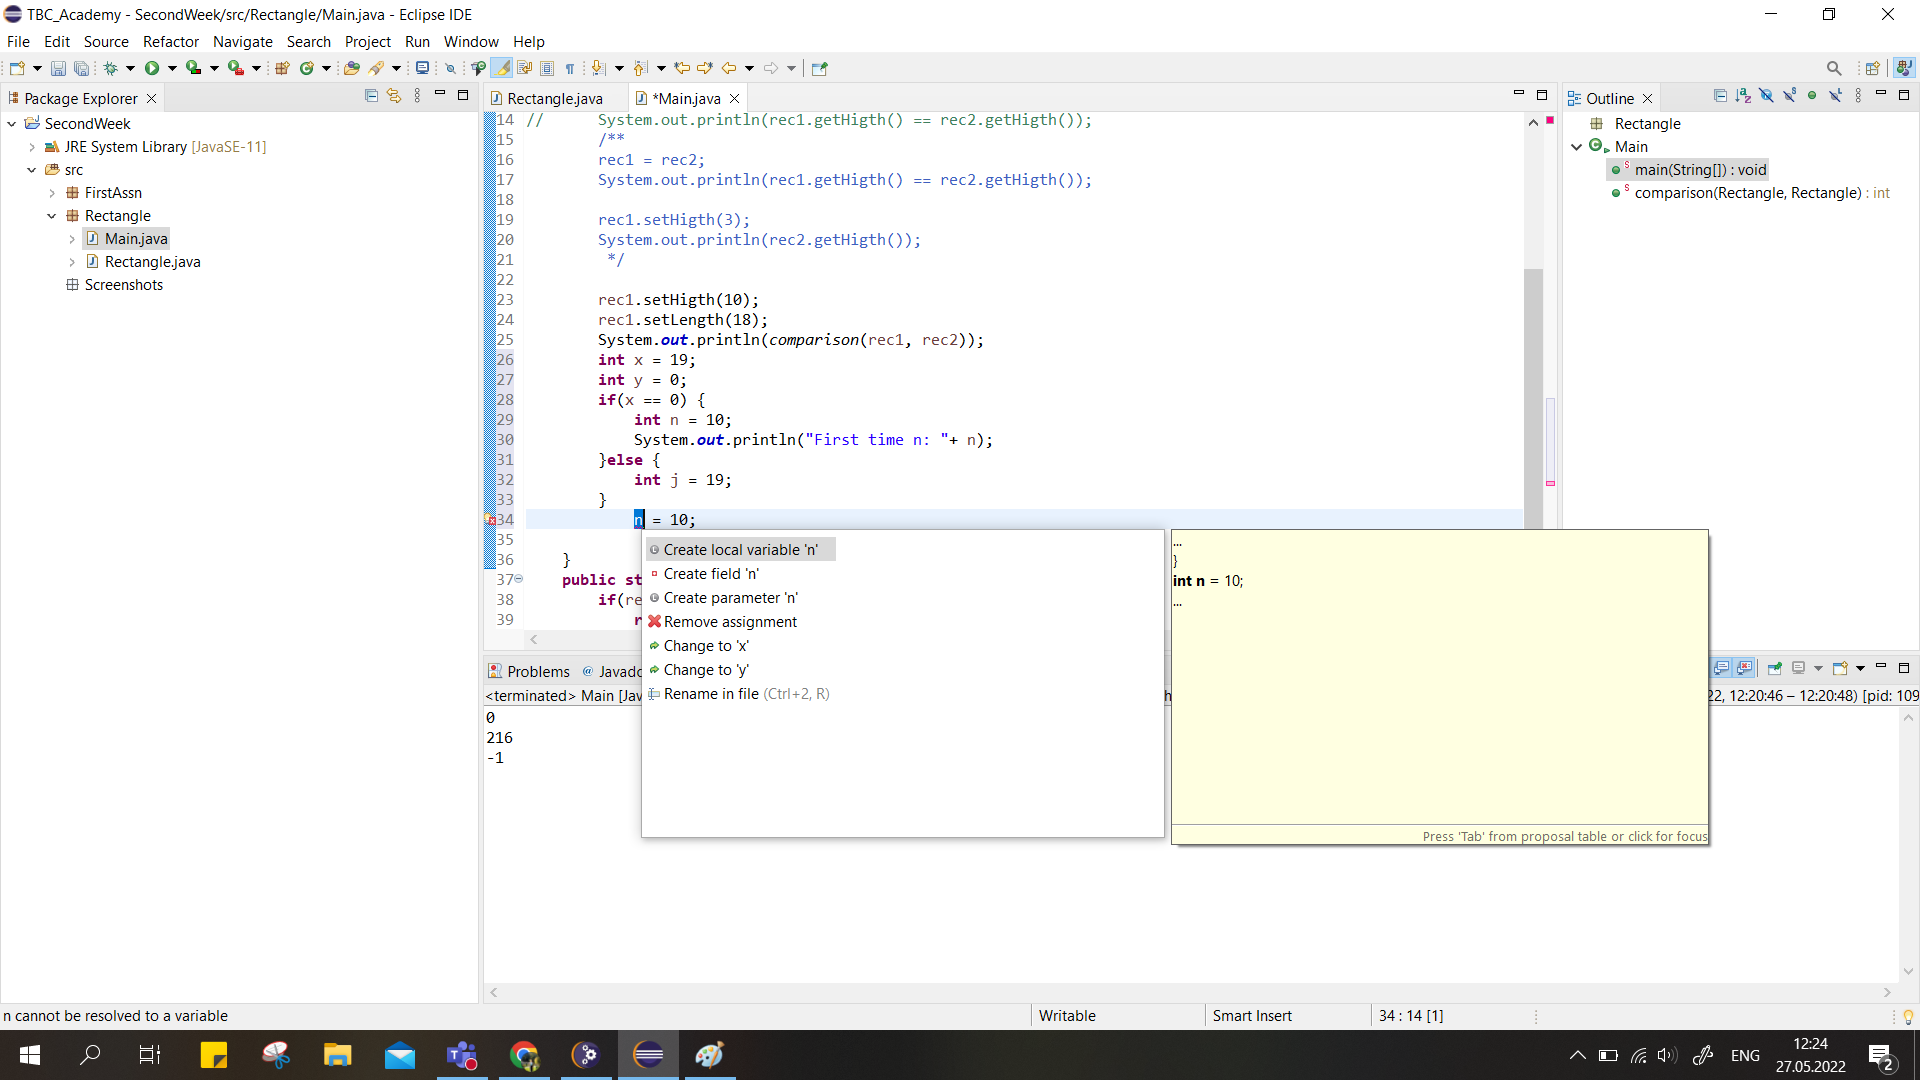 TBC_Academy - SecondWeek/src/Rectangle/Main.java - Eclipse IDE
File Edit Source Refactor Navigate Search Project Run Window Help
Package Explorer
SecondWeek
JRE System Library [JavaSE-11]
src
FirstAssn
Rectangle
Main.java
Rectangle.java
Screenshots
Rectangle.java *Main.java
14 // System.out.println(rec1.getHigth() == rec2.getHigth());
15 /**
16 rec1 = rec2;
17 System.out.println(rec1.getHigth() == rec2.getHigth());
18
19 rec1.setHigth(3);
20 System.out.println(rec2.getHigth());
21 */
22
23 rec1.setHigth(10);
24 rec1.setLength(18);
25 System.out.println(comparison(rec1, rec2));
26 int x = 19;
27 int y = 0;
28 if(x == 0) {
29 int n = 10;
30 System.out.println("First time n: "+ n);
31 }else {
32 int j = 19;
33 }
34 n = 10;
35
36 }
37 public st
38 if(re
39 r
Create local variable 'n'
Create field 'n'
Create parameter 'n'
Remove assignment
Change to 'x'
Change to 'y'
Rename in file (Ctrl+2, R)
...
}
int n = 10;
...
Press 'Tab' from proposal table or click for focus
Outline
Rectangle
Main
main(String[]) : void
comparison(Rectangle, Rectangle) : int
Problems @ Javado
<terminated> Main [Jav
22, 12:20:46 – 12:20:48) [pid: 109
0
216
-1
n cannot be resolved to a variable
Writable
Smart Insert
34 : 14 [1]
ENG
12:24
27.05.2022
2